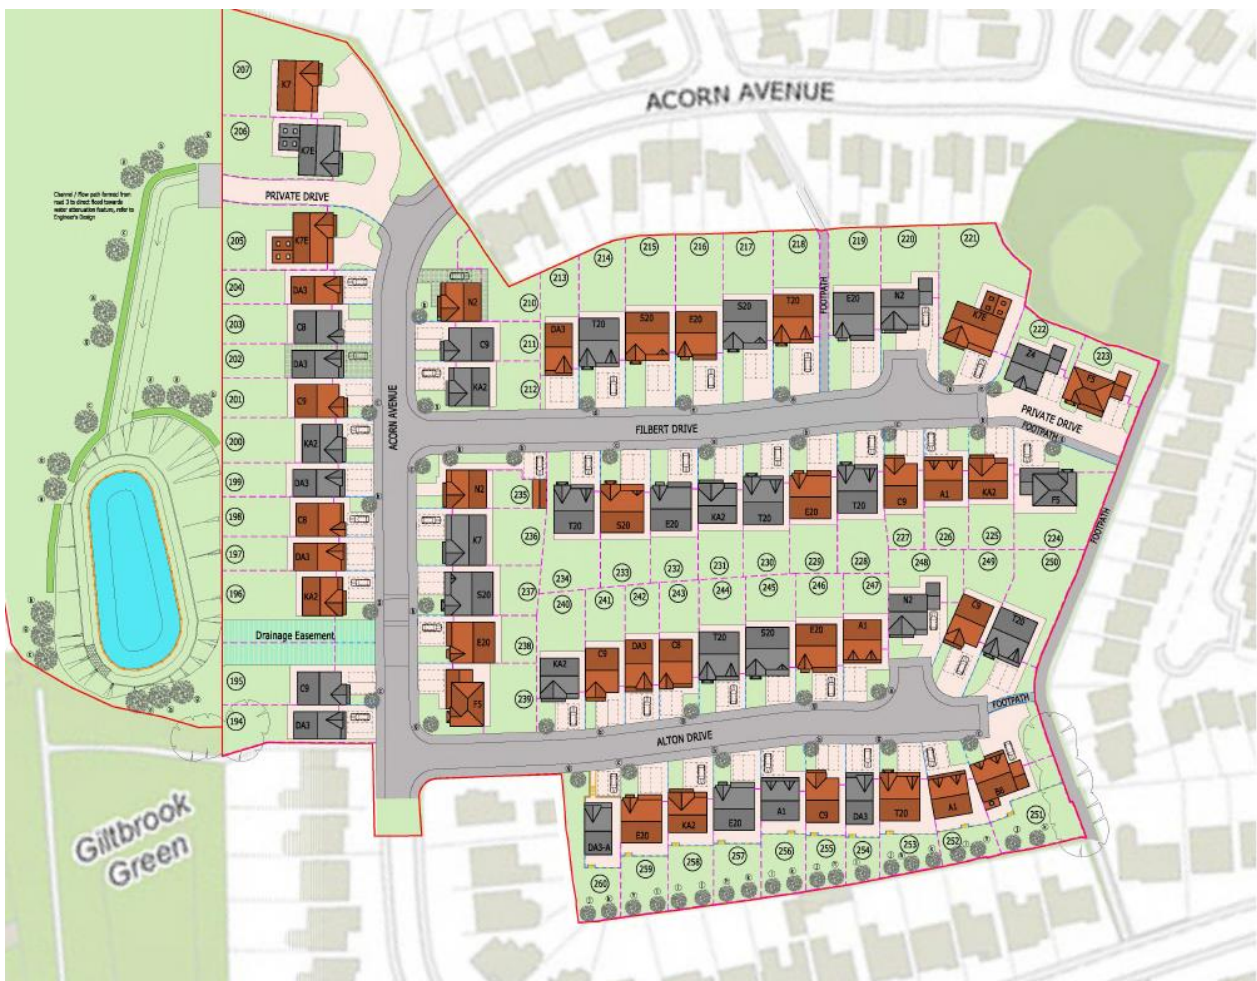 ACORN AVENUE
207
K7
206
K7E
PRIVATE DRIVE
Channel / Flow path formed from
road 3 to direct flood towards
water attenuation feature, refer to
Engineer's Design
205
K7E
204
DA3
203
C8
202
DA3
201
C9
200
KA2
199
DA3
198
C8
197
DA3
196
KA2
Drainage Easement
195
C9
194
DA3
ACORN AVENUE
N2
210
C9
211
KA2
212
213
DA3
214
T20
215
S20
216
E20
217
S20
218
T20
FOOTPATH
219
E20
220
N2
221
K7E
222
Z4
223
F5
PRIVATE DRIVE
FOOTPATH
FILBERT DRIVE
N2
235
K7
236
S20
237
E20
238
F5
239
T20
S20
E20
KA2
T20
E20
T20
C9
A1
KA2
F5
234
233
232
231
230
229
228
227
226
225
224
FOOTPATH
240
241
242
243
244
245
246
247
248
249
250
KA2
C9
DA3
C8
T20
S20
E20
A1
N2
C9
T20
FOOTPATH
ALTON DRIVE
DA3-A
E20
KA2
E20
A1
C9
DA3
T20
A1
B6
260
259
258
257
256
255
254
253
252
251
Giltbrook
Green